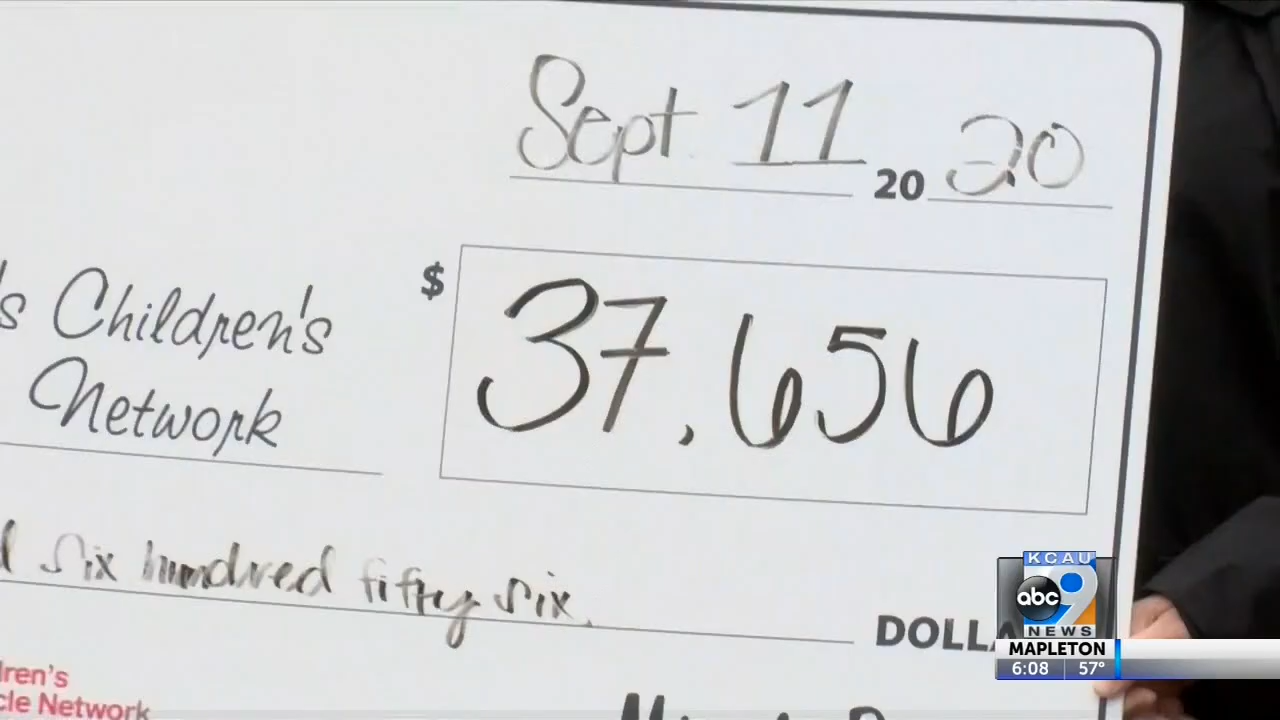 Sept 11 20 20
$ 37,656
's Children's
Network
d six hundred fifty six
DOLLA
dren's
cle Network
KCAU
abc 9
NEWS
MAPLETON
6:08 57°